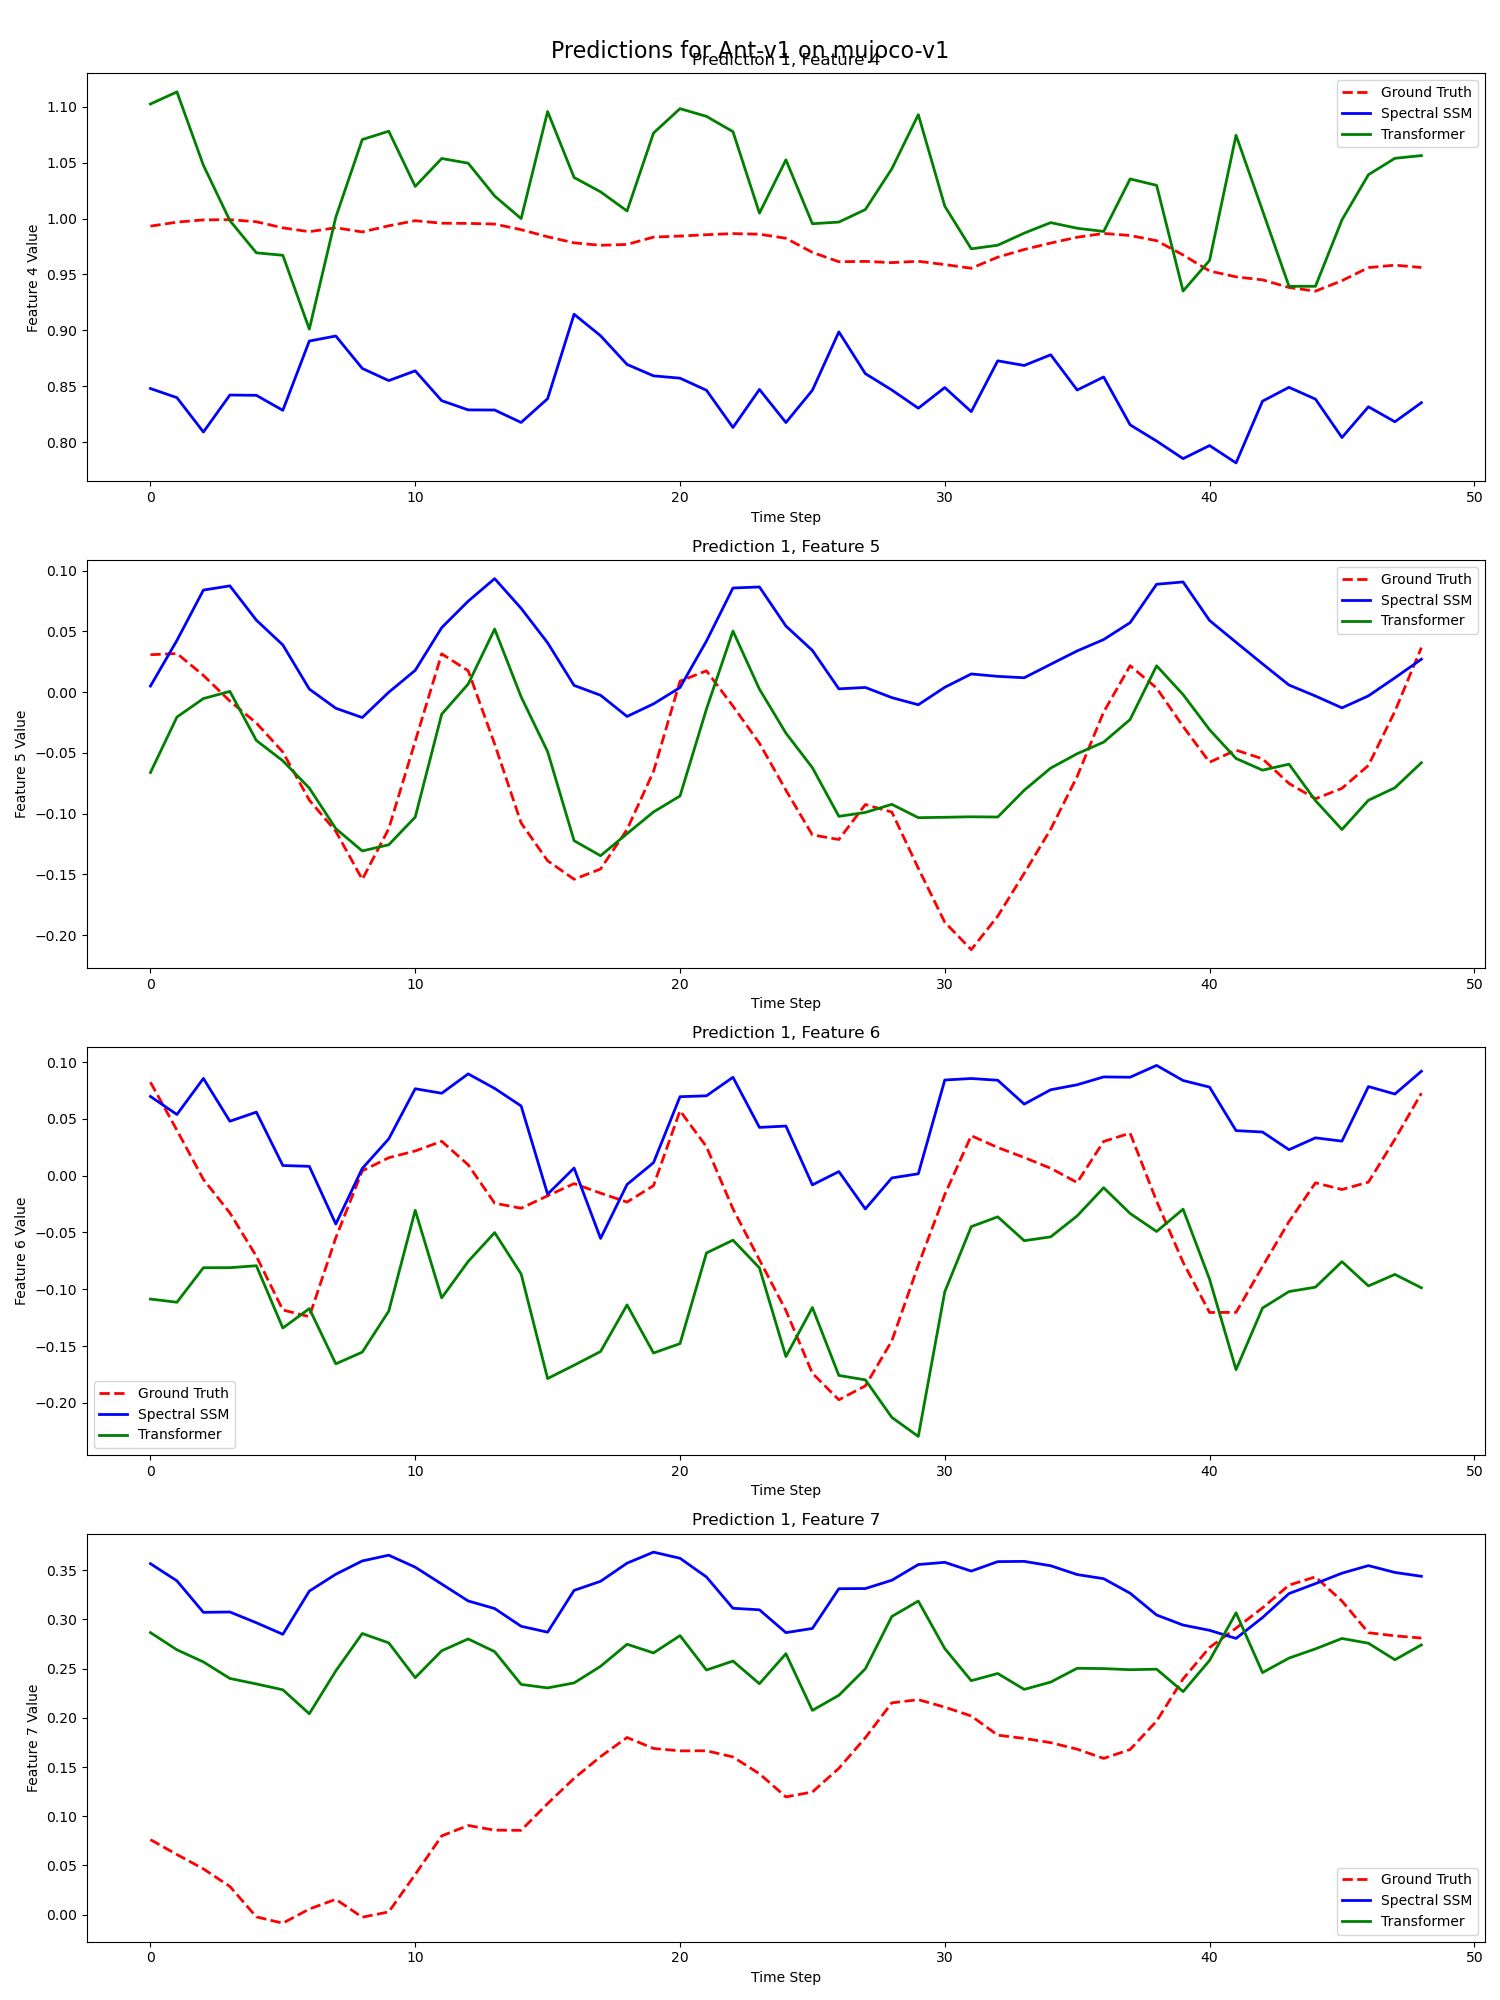 Predictions for Ant-v1 on mujoco-v1
Prediction 1, Feature 4
Ground Truth
Spectral SSM
Transformer
Feature 4 Value
1.10
1.05
1.00
0.95
0.90
0.85
0.80
0 10 20 30 40 50
Time Step
Prediction 1, Feature 5
Ground Truth
Spectral SSM
Transformer
Feature 5 Value
0.10
0.05
0.00
−0.05
−0.10
−0.15
−0.20
0 10 20 30 40 50
Time Step
Prediction 1, Feature 6
Feature 6 Value
0.10
0.05
0.00
−0.05
−0.10
−0.15
−0.20
Ground Truth
Spectral SSM
Transformer
0 10 20 30 40 50
Time Step
Prediction 1, Feature 7
Feature 7 Value
0.35
0.30
0.25
0.20
0.15
0.10
0.05
0.00
Ground Truth
Spectral SSM
Transformer
0 10 20 30 40 50
Time Step